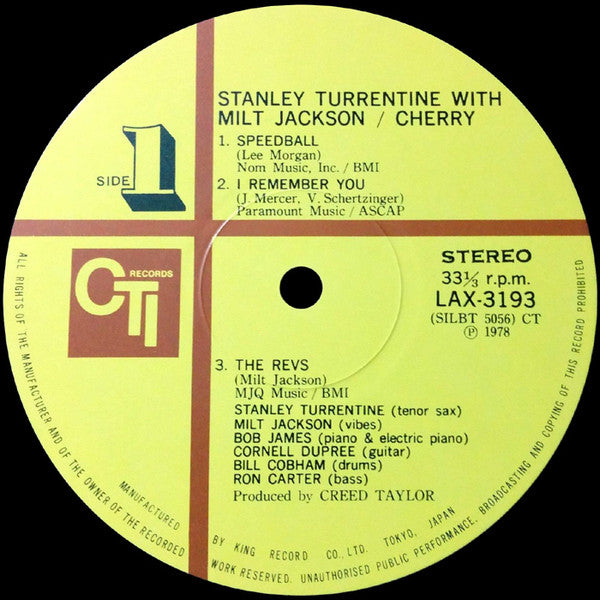 STANLEY TURRENTINE WITH
MILT JACKSON / CHERRY
1. SPEEDBALL
(Lee Morgan)
Nom Music, Inc. / BMI
2. I REMEMBER YOU
(J. Mercer, V. Schertzinger)
Paramount Music / ASCAP
SIDE 1
CTI RECORDS
STEREO
33⅓ r.p.m.
LAX-3193
(SILBT 5056) CT
Ⓟ 1978
3. THE REVS
(Milt Jackson)
MJQ Music / BMI
STANLEY TURRENTINE (tenor sax)
MILT JACKSON (vibes)
BOB JAMES (piano & electric piano)
CORNELL DUPREE (guitar)
BILL COBHAM (drums)
RON CARTER (bass)
Produced by CREED TAYLOR
MANUFACTURED BY KING RECORD CO., LTD. TOKYO, JAPAN
ALL RIGHTS OF THE MANUFACTURER AND OF THE OWNER OF THE RECORDED WORK RESERVED. UNAUTHORISED PUBLIC PERFORMANCE, BROADCASTING AND COPYING OF THIS RECORD PROHIBITED